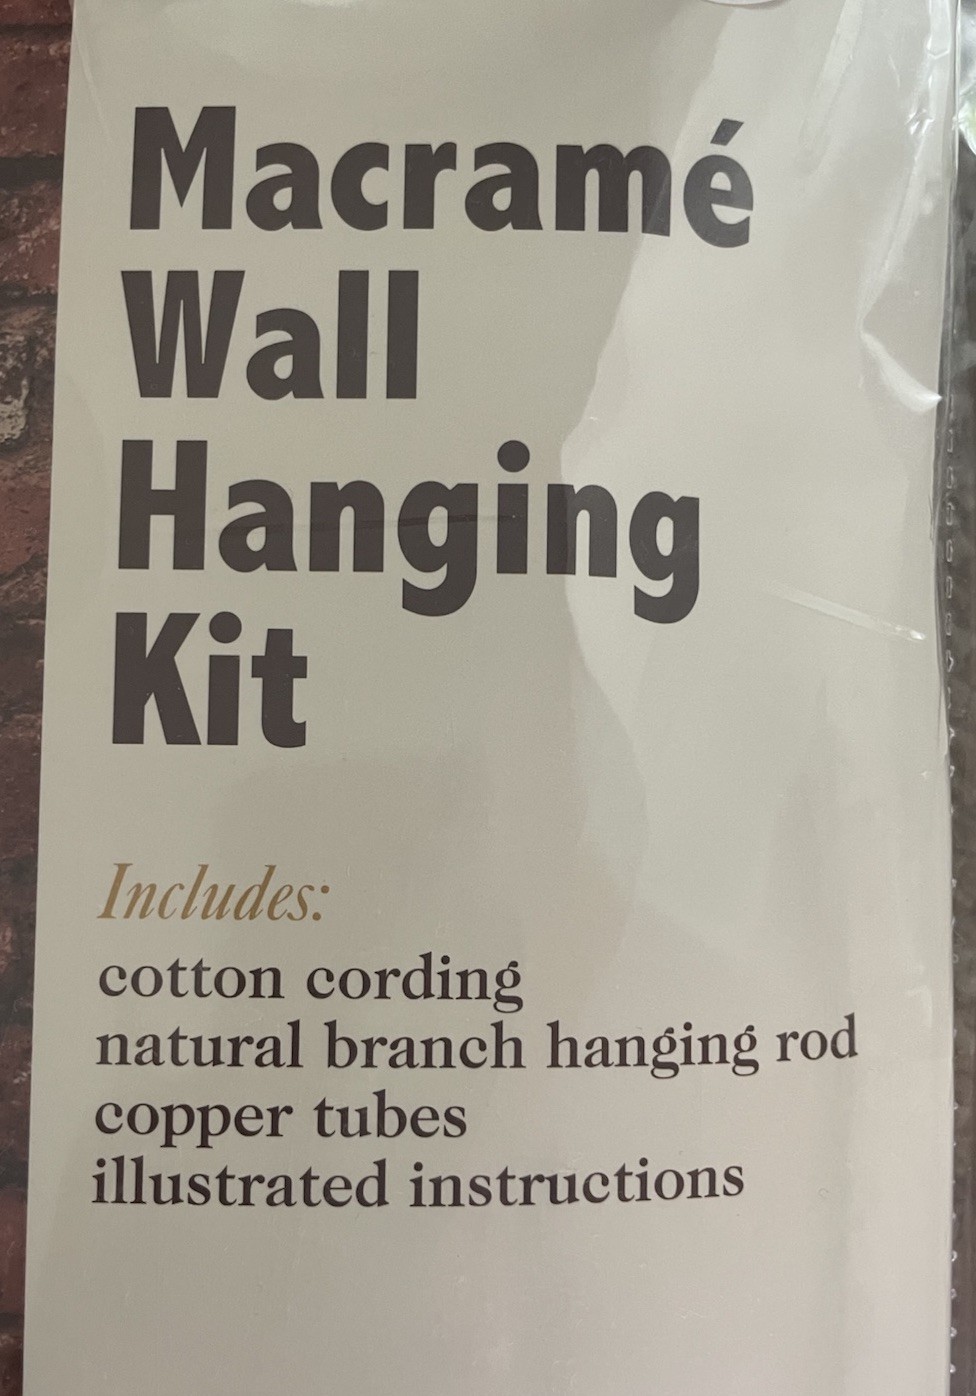 Macramé
Wall
Hanging
Kit
Includes:
cotton cording
natural branch hanging rod
copper tubes
illustrated instructions